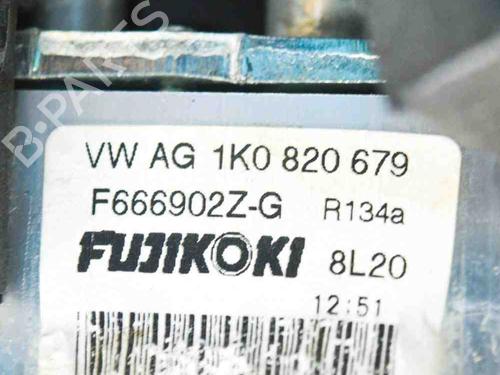 VW AG 1K0 820 679
F666902Z-G R134a
FUJIKOKI 8L20
12:51
B-PARTS